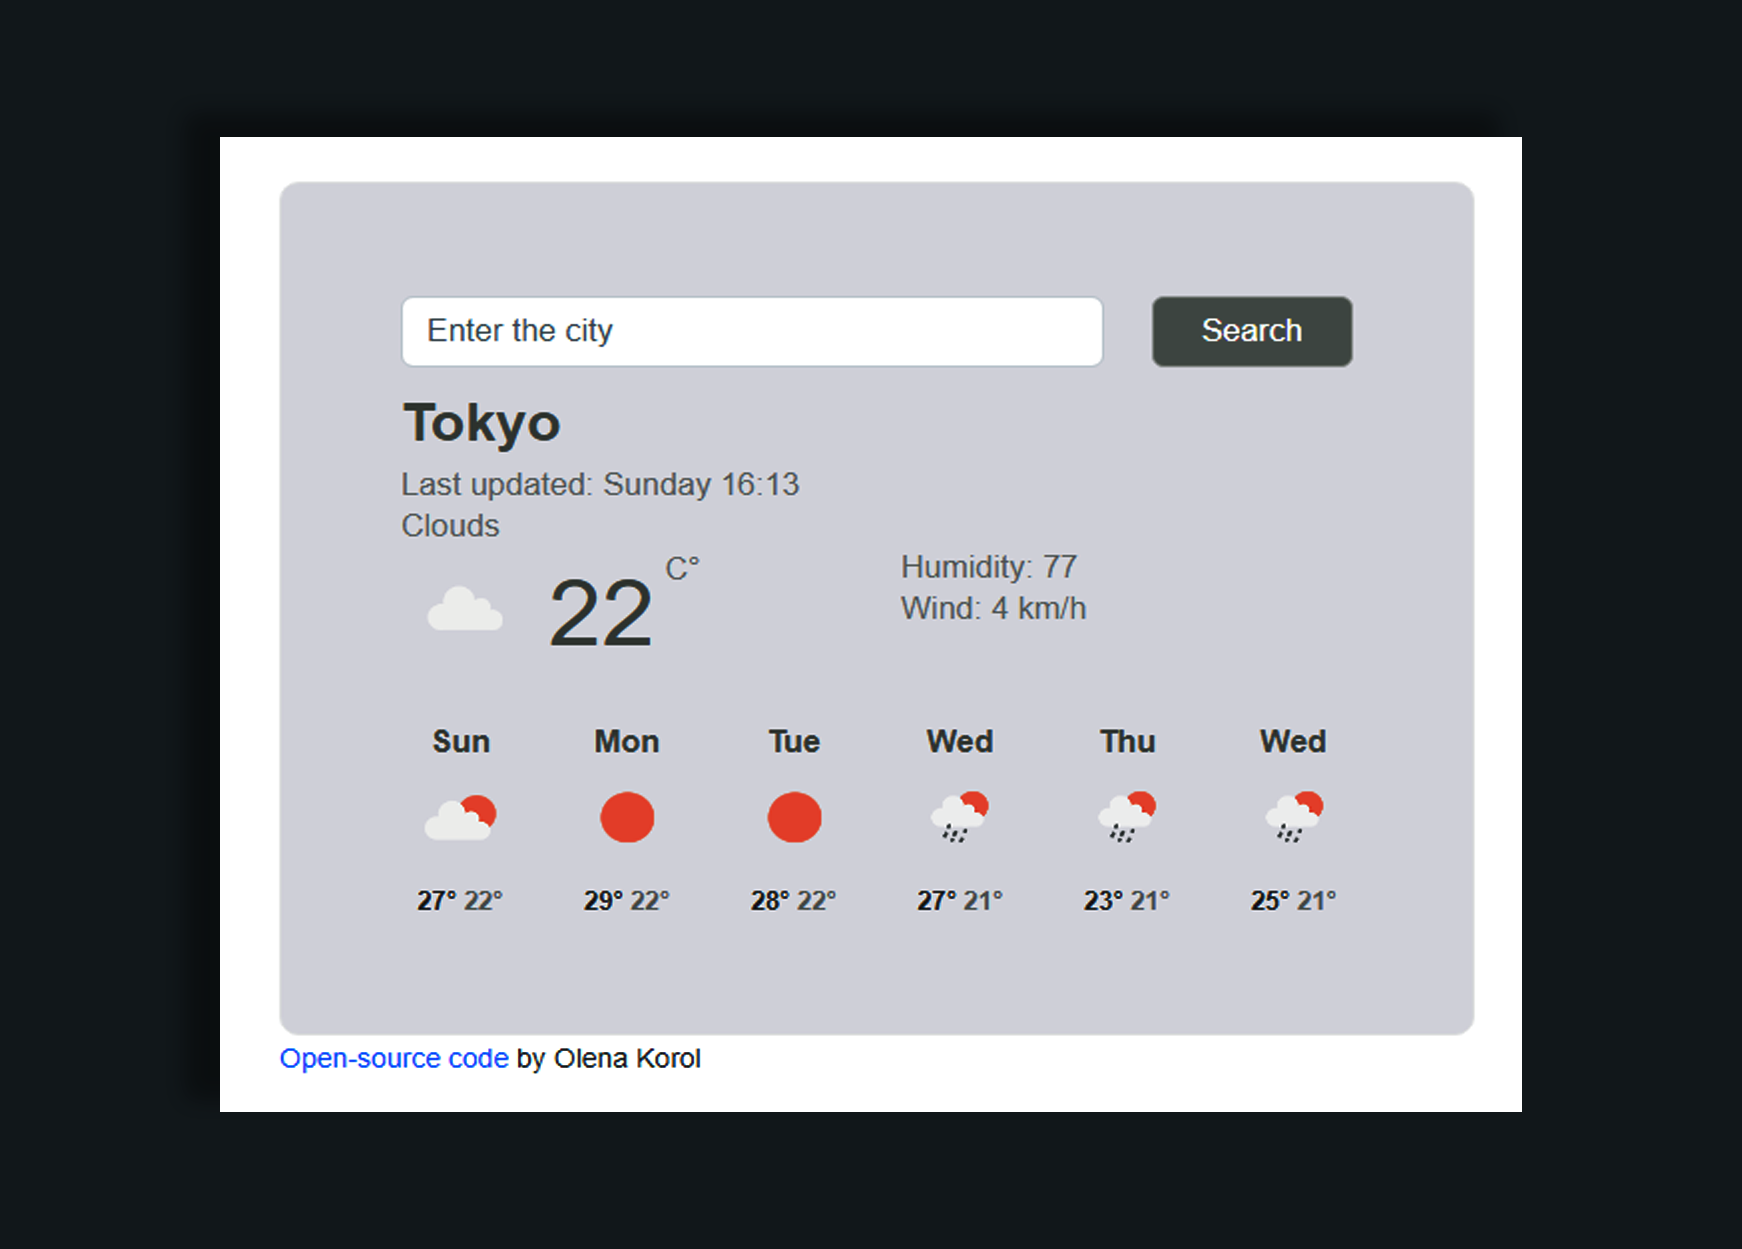 Enter the city
Search
Tokyo
Last updated: Sunday 16:13
Clouds
22 C°
Humidity: 77
Wind: 4 km/h
Sun Mon Tue Wed Thu Wed
27° 22° 29° 22° 28° 22° 27° 21° 23° 21° 25° 21°
Open-source code by Olena Korol